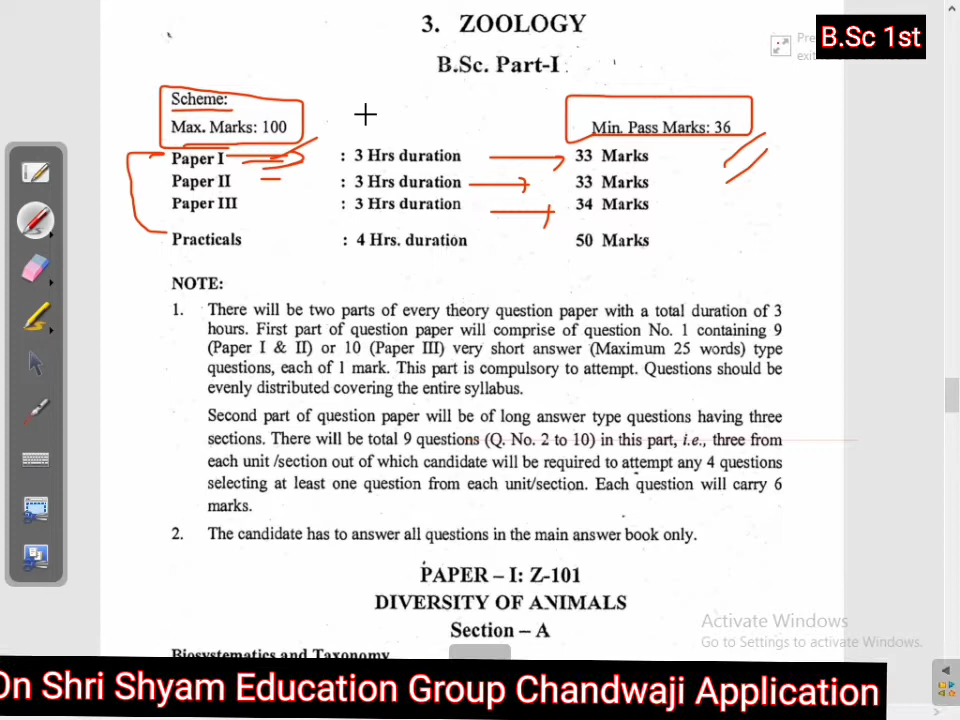 3. ZOOLOGY
B.Sc 1st
B.Sc. Part-I
Scheme:
Max. Marks: 100 Min. Pass Marks: 36
Paper I : 3 Hrs duration 33 Marks
Paper II : 3 Hrs duration 33 Marks
Paper III : 3 Hrs duration 34 Marks
Practicals : 4 Hrs. duration 50 Marks
NOTE:
1. There will be two parts of every theory question paper with a total duration of 3
hours. First part of question paper will comprise of question No. 1 containing 9
(Paper I & II) or 10 (Paper III) very short answer (Maximum 25 words) type
questions, each of 1 mark. This part is compulsory to attempt. Questions should be
evenly distributed covering the entire syllabus.
Second part of question paper will be of long answer type questions having three
sections. There will be total 9 questions (Q. No. 2 to 10) in this part, i.e., three from
each unit /section out of which candidate will be required to attempt any 4 questions
selecting at least one question from each unit/section. Each question will carry 6
marks.
2. The candidate has to answer all questions in the main answer book only.
PAPER – I: Z-101
DIVERSITY OF ANIMALS
Section – A
Activate Windows
Go to Settings to activate Windows.
Biosystematics and Taxonomy
On Shri Shyam Education Group Chandwaji Application